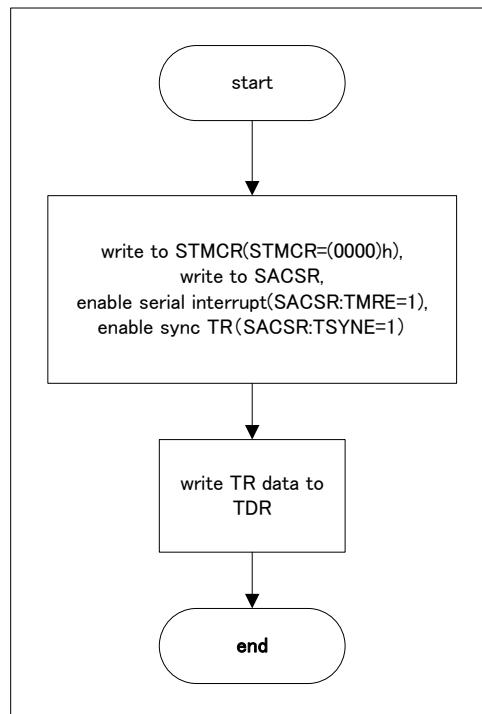 start
write to STMCR(STMCR=(0000)h),
write to SACSR,
enable serial interrupt(SACSR:TMRE=1),
enable sync TR(SACSR:TSYNE=1)
write TR data to
TDR
end